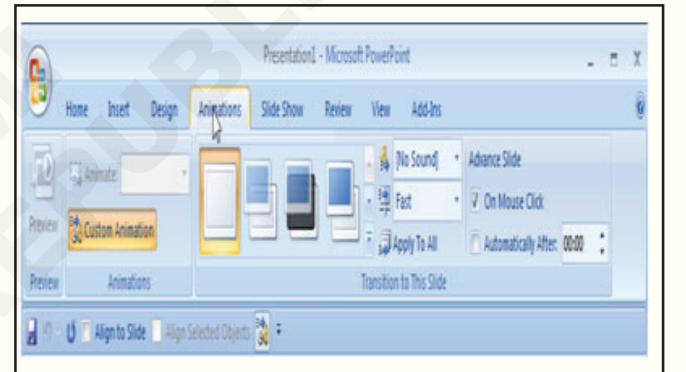 Presentation1 - Microsoft PowerPoint
Home Insert Design Animations Slide Show Review View Add-Ins
Animate: [No Sound] Advance Slide
Preview Custom Animation Fast On Mouse Click
Apply To All Automatically After: 00:00
Preview Animations Transition to This Slide
Align to Slide Align Selected Objects